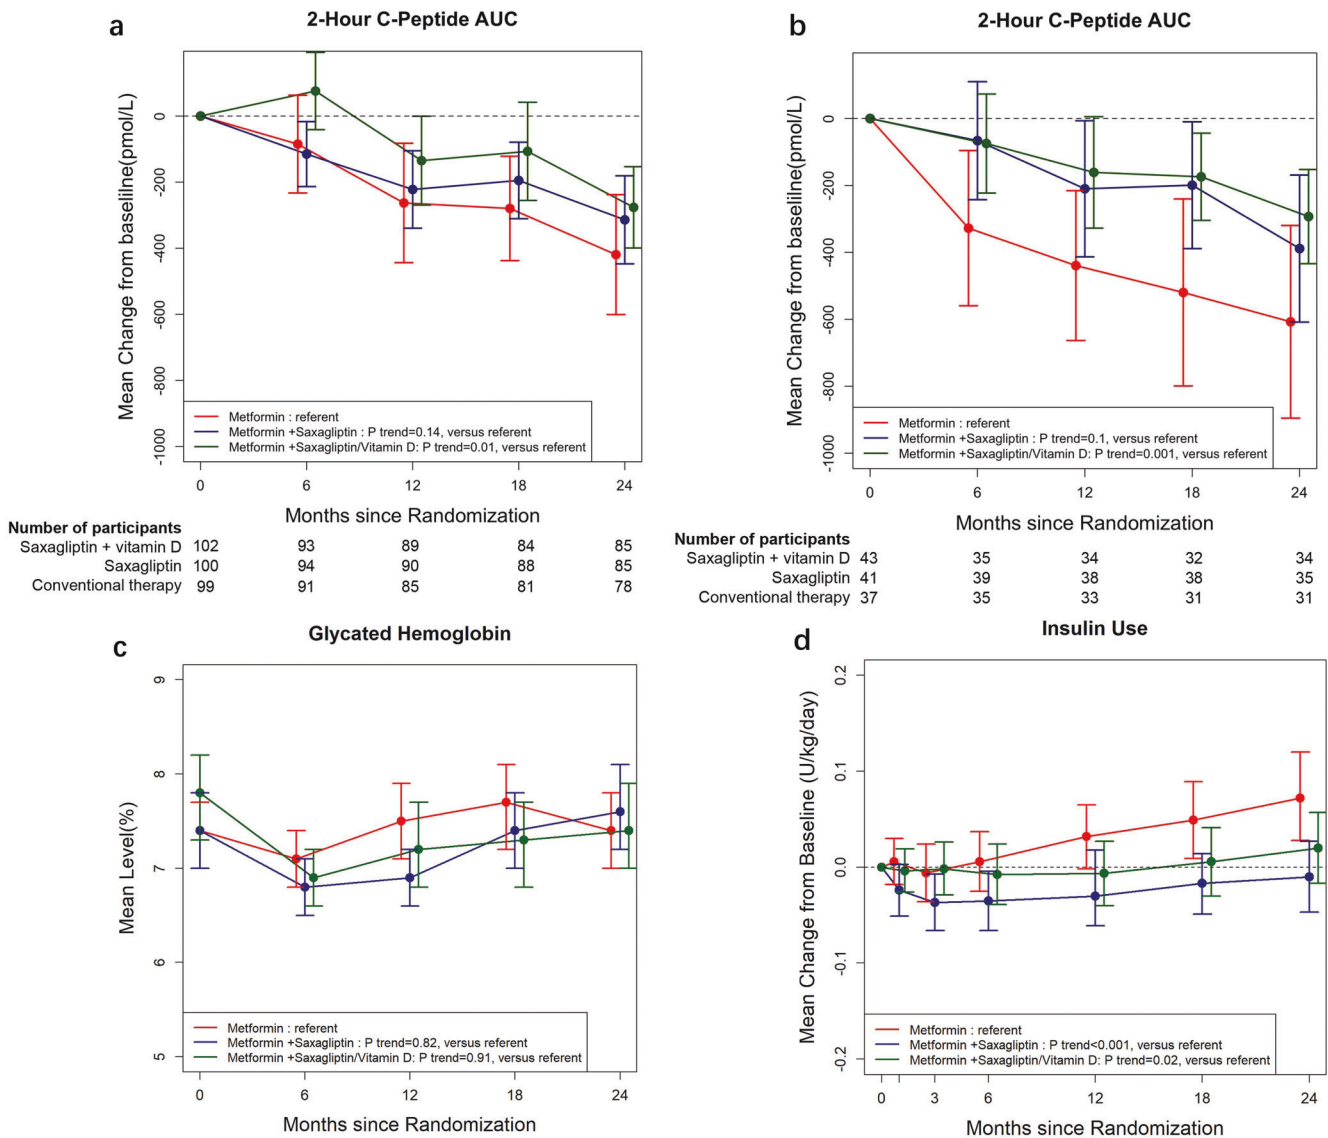 a
2-Hour C-Peptide AUC
Mean Change from baselilne(pmol/L)
0
-200
-400
-600
-800
-1000
Metformin : referent
Metformin +Saxagliptin : P trend=0.14, versus referent
Metformin +Saxagliptin/Vitamin D: P trend=0.01, versus referent
0 6 12 18 24
Months since Randomization
Number of participants
Saxagliptin + vitamin D 102 93 89 84 85
Saxagliptin 100 94 90 88 85
Conventional therapy 99 91 85 81 78
b
2-Hour C-Peptide AUC
Mean Change from baseline(pmol/L)
0
-200
-400
-600
-800
-1000
Metformin : referent
Metformin +Saxagliptin : P trend=0.1, versus referent
Metformin +Saxagliptin/Vitamin D: P trend=0.001, versus referent
0 6 12 18 24
Months since Randomization
Number of participants
Saxagliptin + vitamin D 43 35 34 32 34
Saxagliptin 41 39 38 38 35
Conventional therapy 37 35 33 31 31
c
Glycated Hemoglobin
Mean Level(%)
9
8
7
6
5
Metformin : referent
Metformin +Saxagliptin : P trend=0.82, versus referent
Metformin +Saxagliptin/Vitamin D: P trend=0.91, versus referent
0 6 12 18 24
Months since Randomization
d
Insulin Use
Mean Change from Baseline (U/kg/day)
0.2
0.1
0.0
-0.1
-0.2
Metformin : referent
Metformin +Saxagliptin : P trend<0.001, versus referent
Metformin +Saxagliptin/Vitamin D: P trend=0.02, versus referent
0 3 6 12 18 24
Months since Randomization